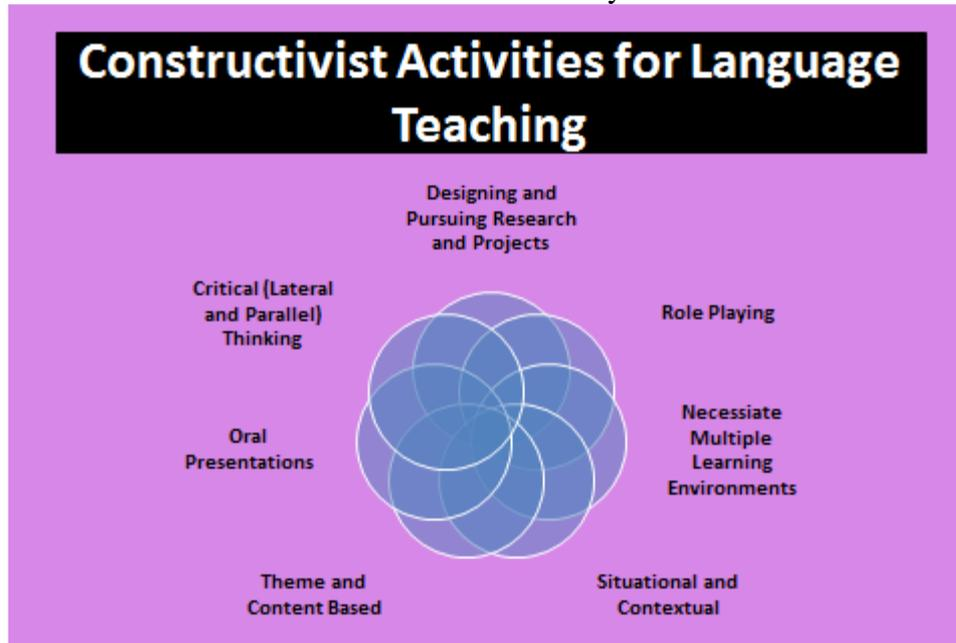 Constructivist Activities for Language
Teaching
Designing and
Pursuing Research
and Projects
Critical (Lateral
and Parallel)
Thinking
Role Playing
Oral
Presentations
Necessiate
Multiple
Learning
Environments
Theme and
Content Based
Situational and
Contextual